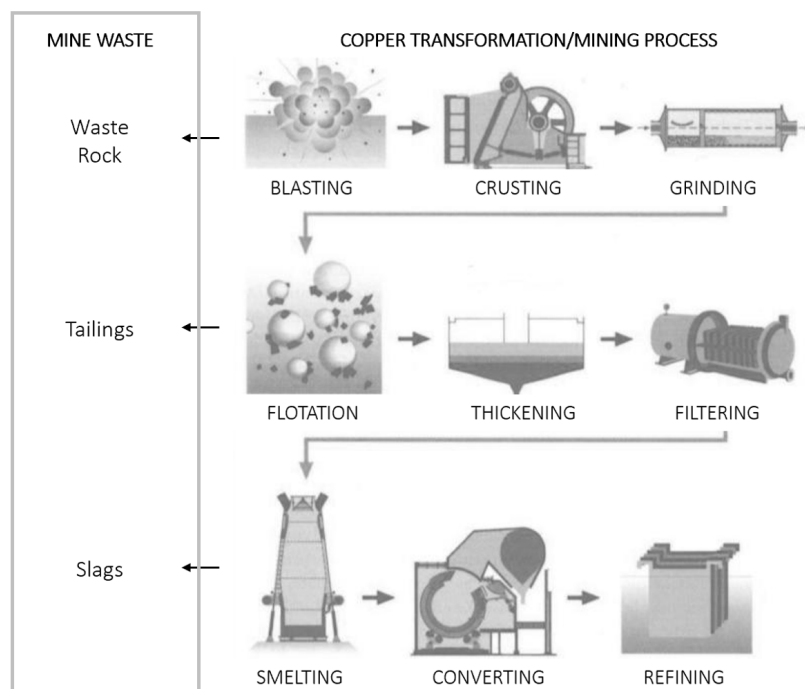 MINE WASTE
COPPER TRANSFORMATION/MINING PROCESS
Waste
Rock
BLASTING
CRUSTING
GRINDING
Tailings
FLOTATION
THICKENING
FILTERING
Slags
SMELTING
CONVERTING
REFINING